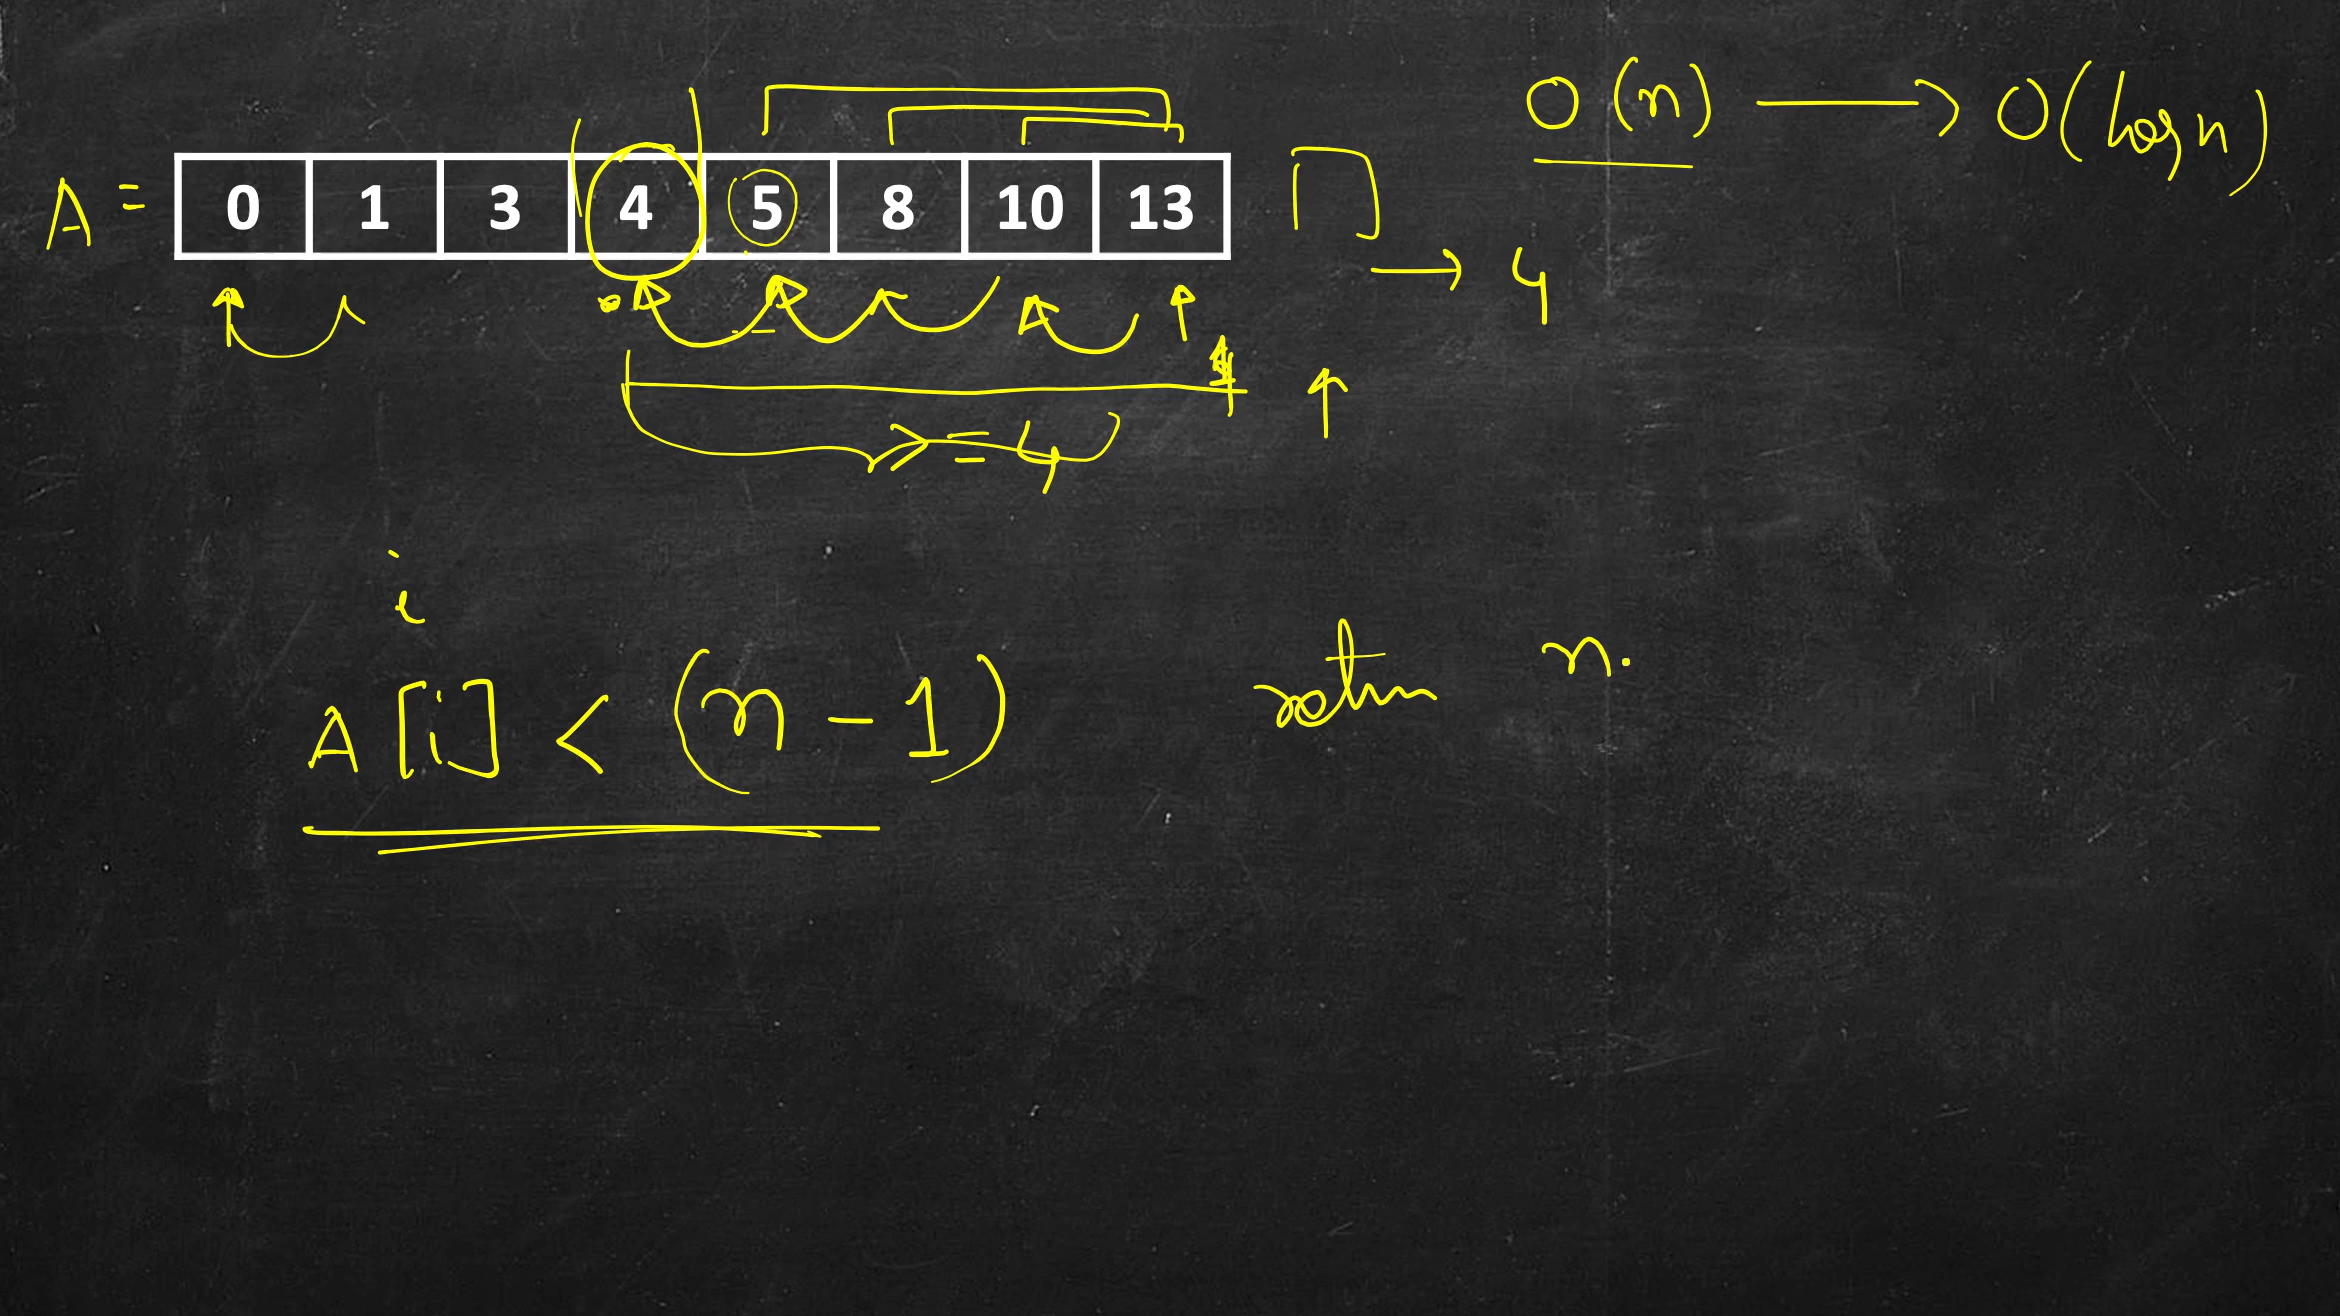 O(n) → O(log n)
A = 0 1 3 4 5 8 10 13
→ 4
>= 4
i
A[i] < (n - 1)
return n.